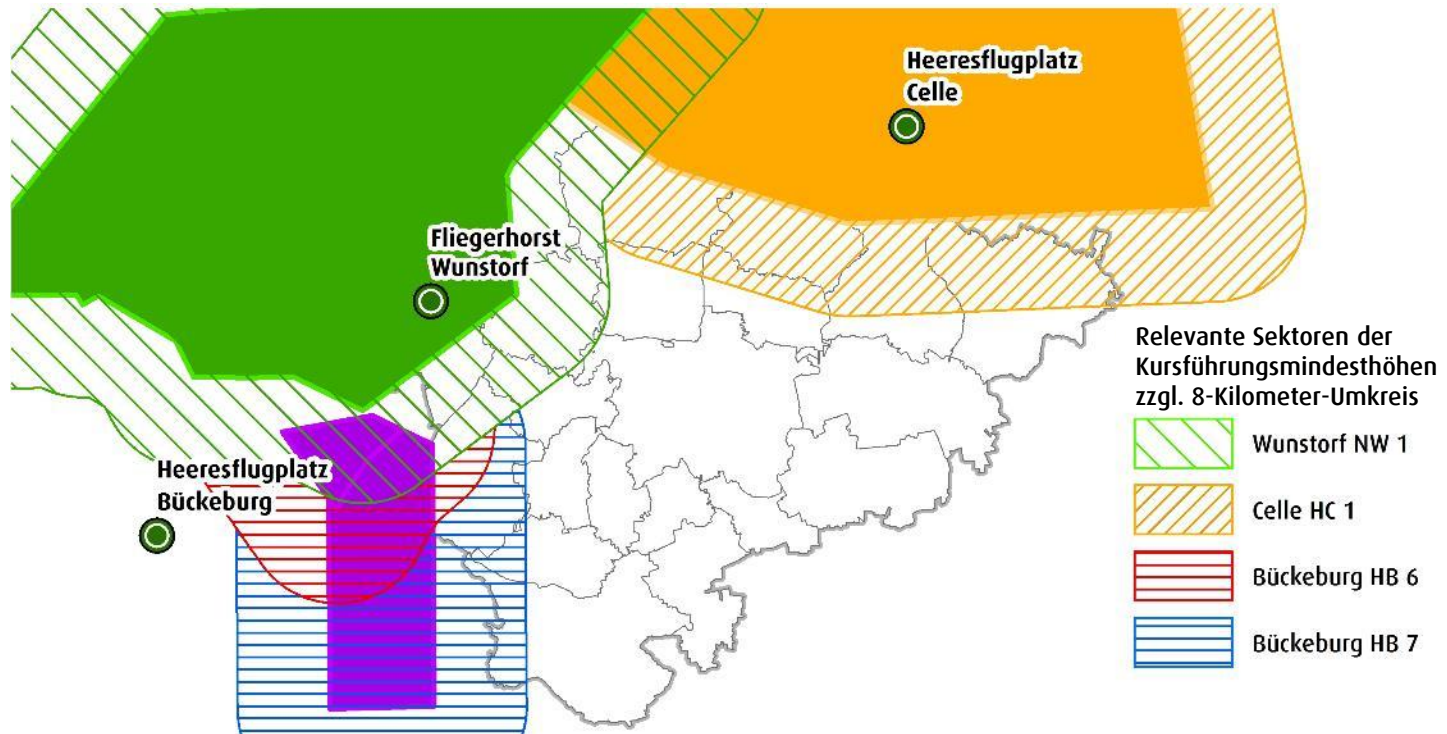 Heeresflugplatz
Celle
Fliegerhorst
Wunstorf
Heeresflugplatz
Bückeburg
Relevante Sektoren der
Kursführungsmindesthöhen
zzgl. 8-Kilometer-Umkreis
Wunstorf NW 1
Celle HC 1
Bückeburg HB 6
Bückeburg HB 7